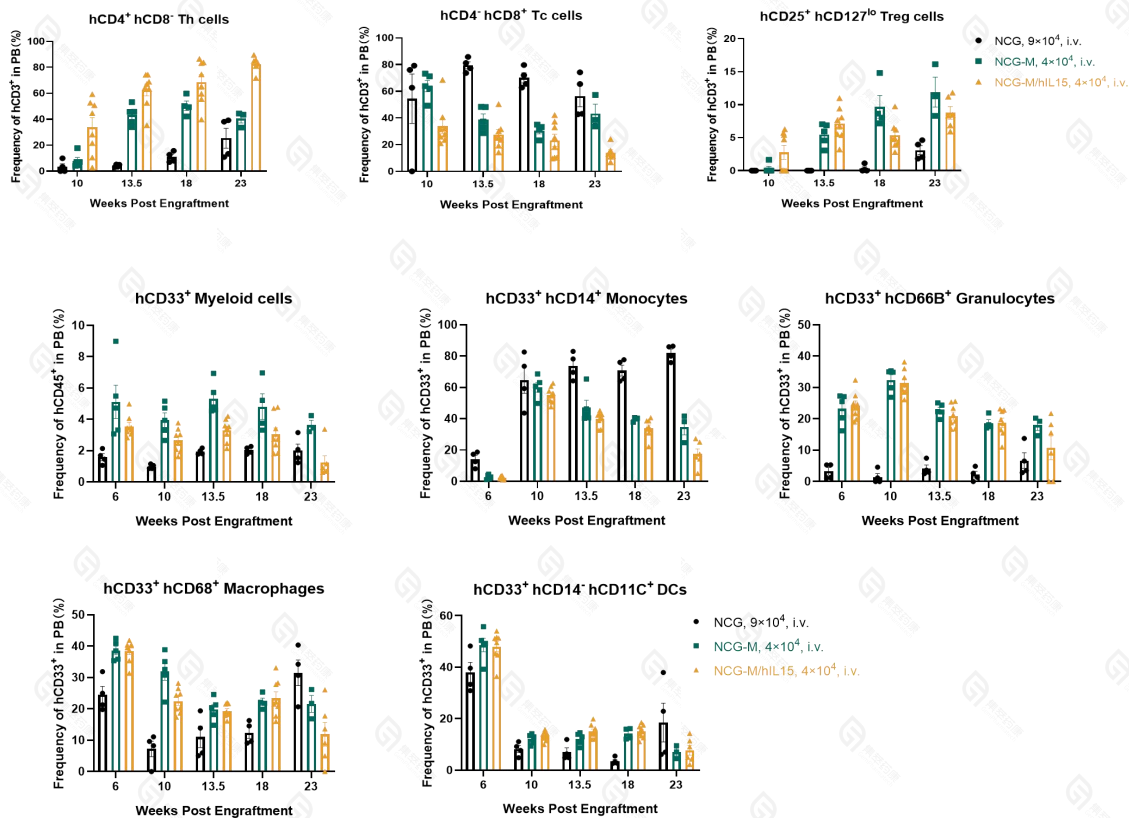 hCD4⁺ hCD8⁻ Th cells
Frequency of hCD3⁺ in PB(%)
100
80
60
40
20
0
10 13.5 18 23
Weeks Post Engraftment
hCD4⁻ hCD8⁺ Tc cells
Frequency of hCD3⁺ in PB(%)
100
80
60
40
20
0
10 13.5 18 23
Weeks Post Engraftment
hCD25⁺ hCD127ˡᵒ Treg cells
Frequency of hCD3⁺ in PB(%)
20
15
10
5
0
10 13.5 18 23
Weeks Post Engraftment
NCG, 9×10⁴, i.v.
NCG-M, 4×10⁴, i.v.
NCG-M/hIL15, 4×10⁴, i.v.
hCD33⁺ Myeloid cells
Frequency of hCD45⁺ in PB(%)
10
8
6
4
2
0
6 10 13.5 18 23
Weeks Post Engraftment
hCD33⁺ hCD14⁺ Monocytes
Frequency of hCD33⁺ in PB(%)
100
80
60
40
20
0
6 10 13.5 18 23
Weeks Post Engraftment
hCD33⁺ hCD66B⁺ Granulocytes
Frequency of hCD33⁺ in PB(%)
50
40
30
20
10
0
6 10 13.5 18 23
Weeks Post Engraftment
hCD33⁺ hCD68⁺ Macrophages
Frequency of hCD33⁺ in PB(%)
50
40
30
20
10
0
6 10 13.5 18 23
Weeks Post Engraftment
hCD33⁺ hCD14⁻ hCD11C⁺ DCs
Frequency of hCD33⁺ in PB(%)
60
40
20
0
6 10 13.5 18 23
Weeks Post Engraftment
NCG, 9×10⁴, i.v.
NCG-M, 4×10⁴, i.v.
NCG-M/hIL15, 4×10⁴, i.v.